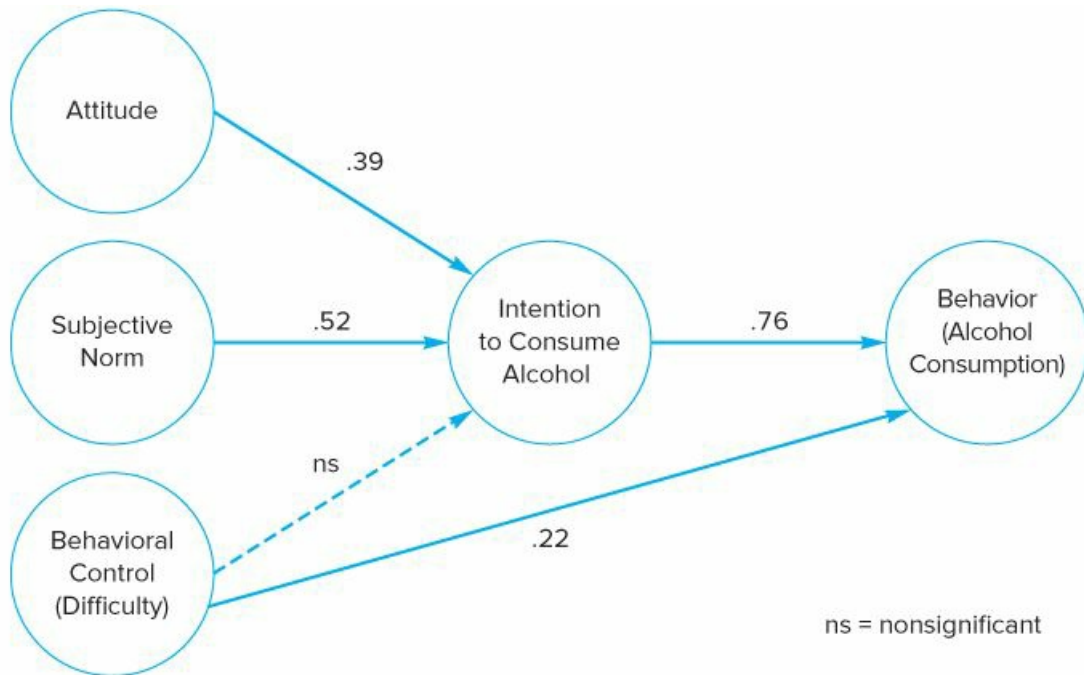 Attitude
.39
Subjective
Norm
.52
Intention
to Consume
Alcohol
.76
Behavior
(Alcohol
Consumption)
ns
Behavioral
Control
(Difficulty)
.22
ns = nonsignificant